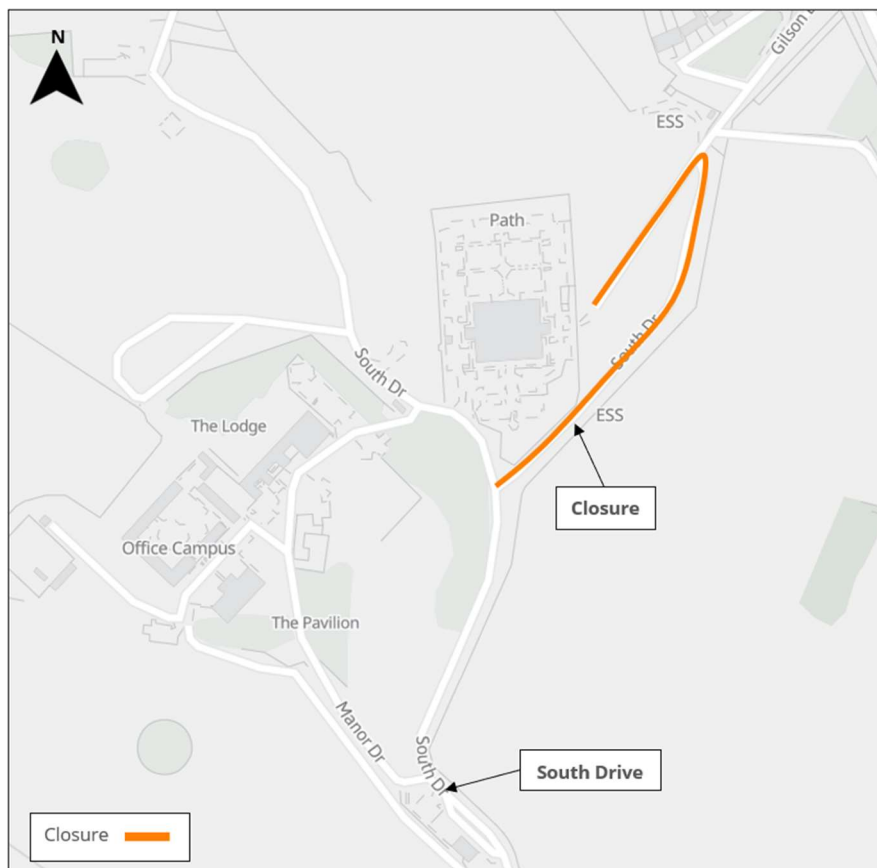 N
Gilson
ESS
Path
South Dr
South Dr
ESS
The Lodge
Closure
Office Campus
The Pavilion
Manor Dr
South Dr
South Drive
Closure